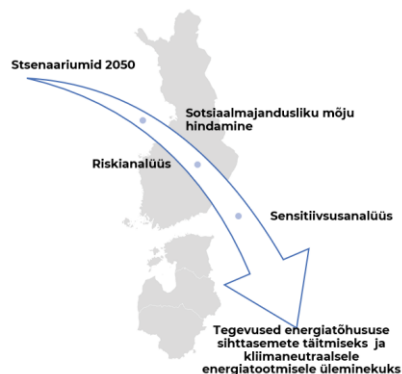 Stsenaariumid 2050
Sotsiaalmajandusliku mõju
hindamine
Riskianalüüs
Sensitiivsusanalüüs
Tegevused energiatõhususe
sihttasemete täitmiseks ja
kliimaneutraalsele
energiatootmisele üleminekuks